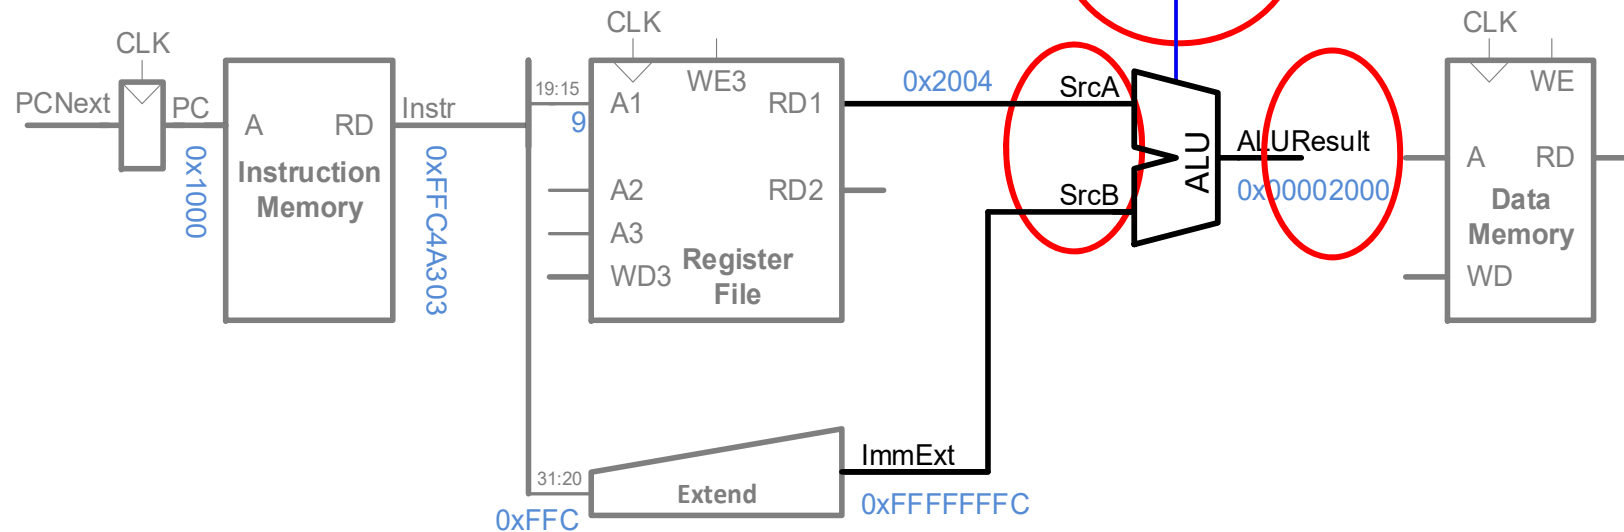 CLK
CLK
CLK
PCNext
PC
0x1000
A
RD
Instruction
Memory
Instr
0xFFC4A303
19:15
9
A1
WE3
RD1
A2
RD2
A3
WD3
Register
File
0x2004
SrcA
SrcB
ALU
ALUResult
0x00002000
WE
A
RD
Data
Memory
WD
31:20
0xFFC
Extend
ImmExt
0xFFFFFFFC